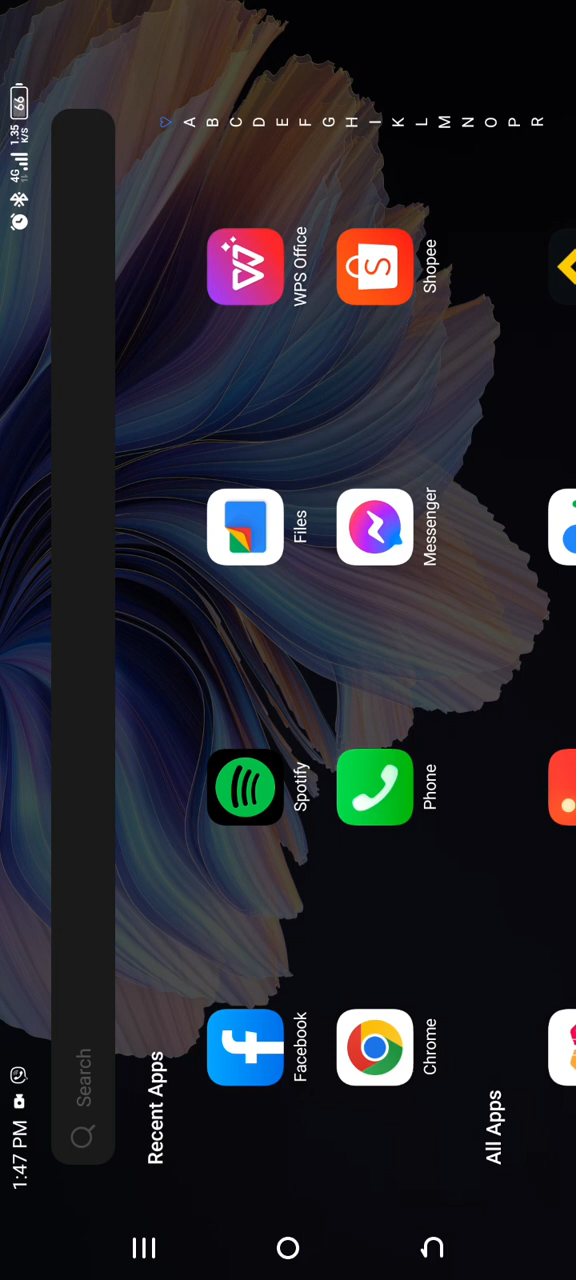 1:47 PM
4G 1.35 K/S 66
Search
Recent Apps
Facebook
Spotify
Files
WPS Office
Chrome
Phone
Messenger
Shopee
All Apps
A
B
C
D
E
F
G
H
I
K
L
M
N
O
P
R